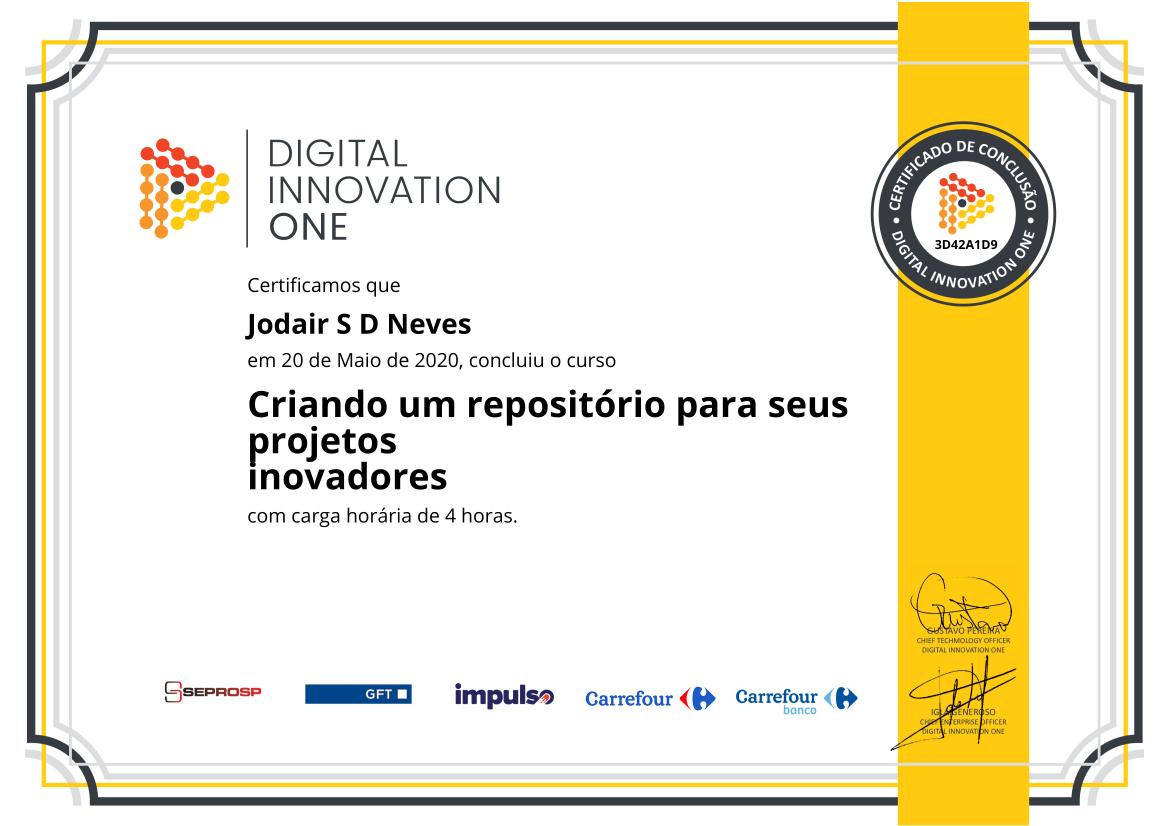 DIGITAL
INNOVATION
ONE
CERTIFICADO DE CONCLUSÃO
3D42A1D9
DIGITAL INNOVATION ONE
Certificamos que
Jodair S D Neves
em 20 de Maio de 2020, concluiu o curso
Criando um repositório para seus
projetos
inovadores
com carga horária de 4 horas.
GUSTAVO PEREIRA
CHIEF TECHNOLOGY OFFICER
DIGITAL INNOVATION ONE
SEPROSP
GFT
impulso
Carrefour
Carrefour
banco
IGLÁ GENEROSO
CHIEF ENTERPRISE OFFICER
DIGITAL INNOVATION ONE